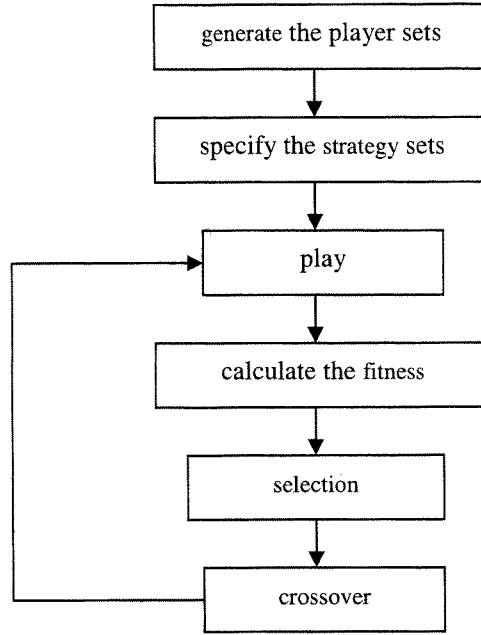 generate the player sets
specify the strategy sets
play
calculate the fitness
selection
crossover